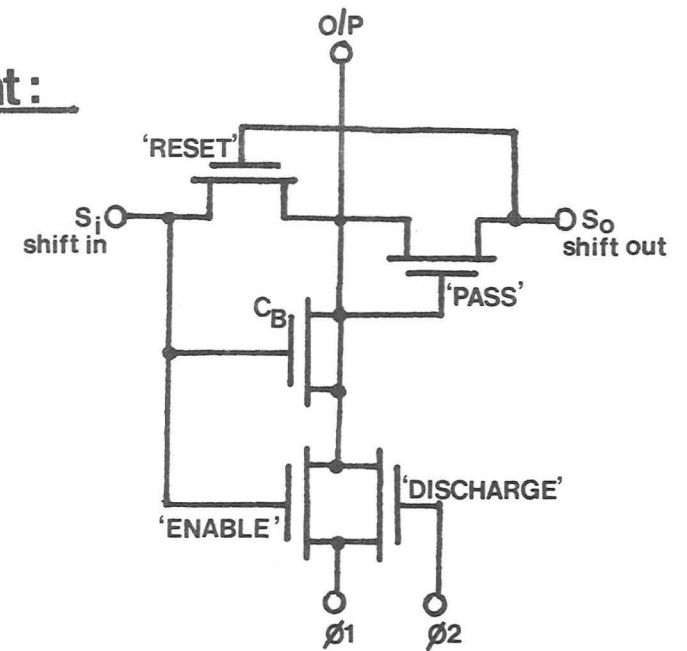 O/P
nt:
'RESET'
Si
shift in
So
shift out
'PASS'
CB
'DISCHARGE'
'ENABLE'
ø1
ø2